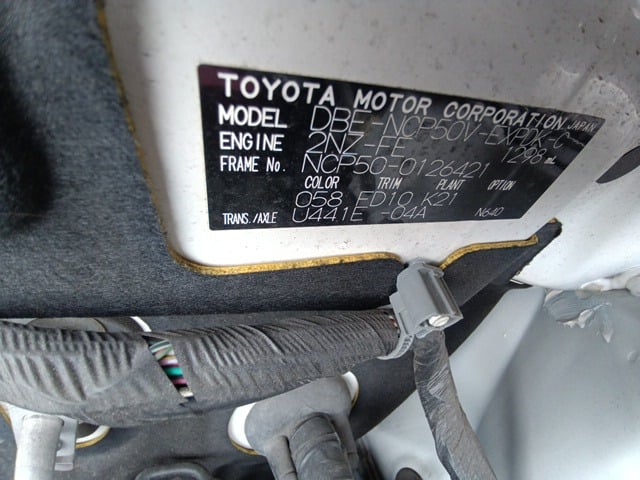 TOYOTA MOTOR CORPORATION JAPAN
MODEL DBE-NCP50V-EXPDK-C
ENGINE 2NZ-FE 1298 mL
FRAME No. NCP50-0126421
COLOR TRIM PLANT OPTION
058 FD10 K21
TRANS./AXLE U441E -04A N640